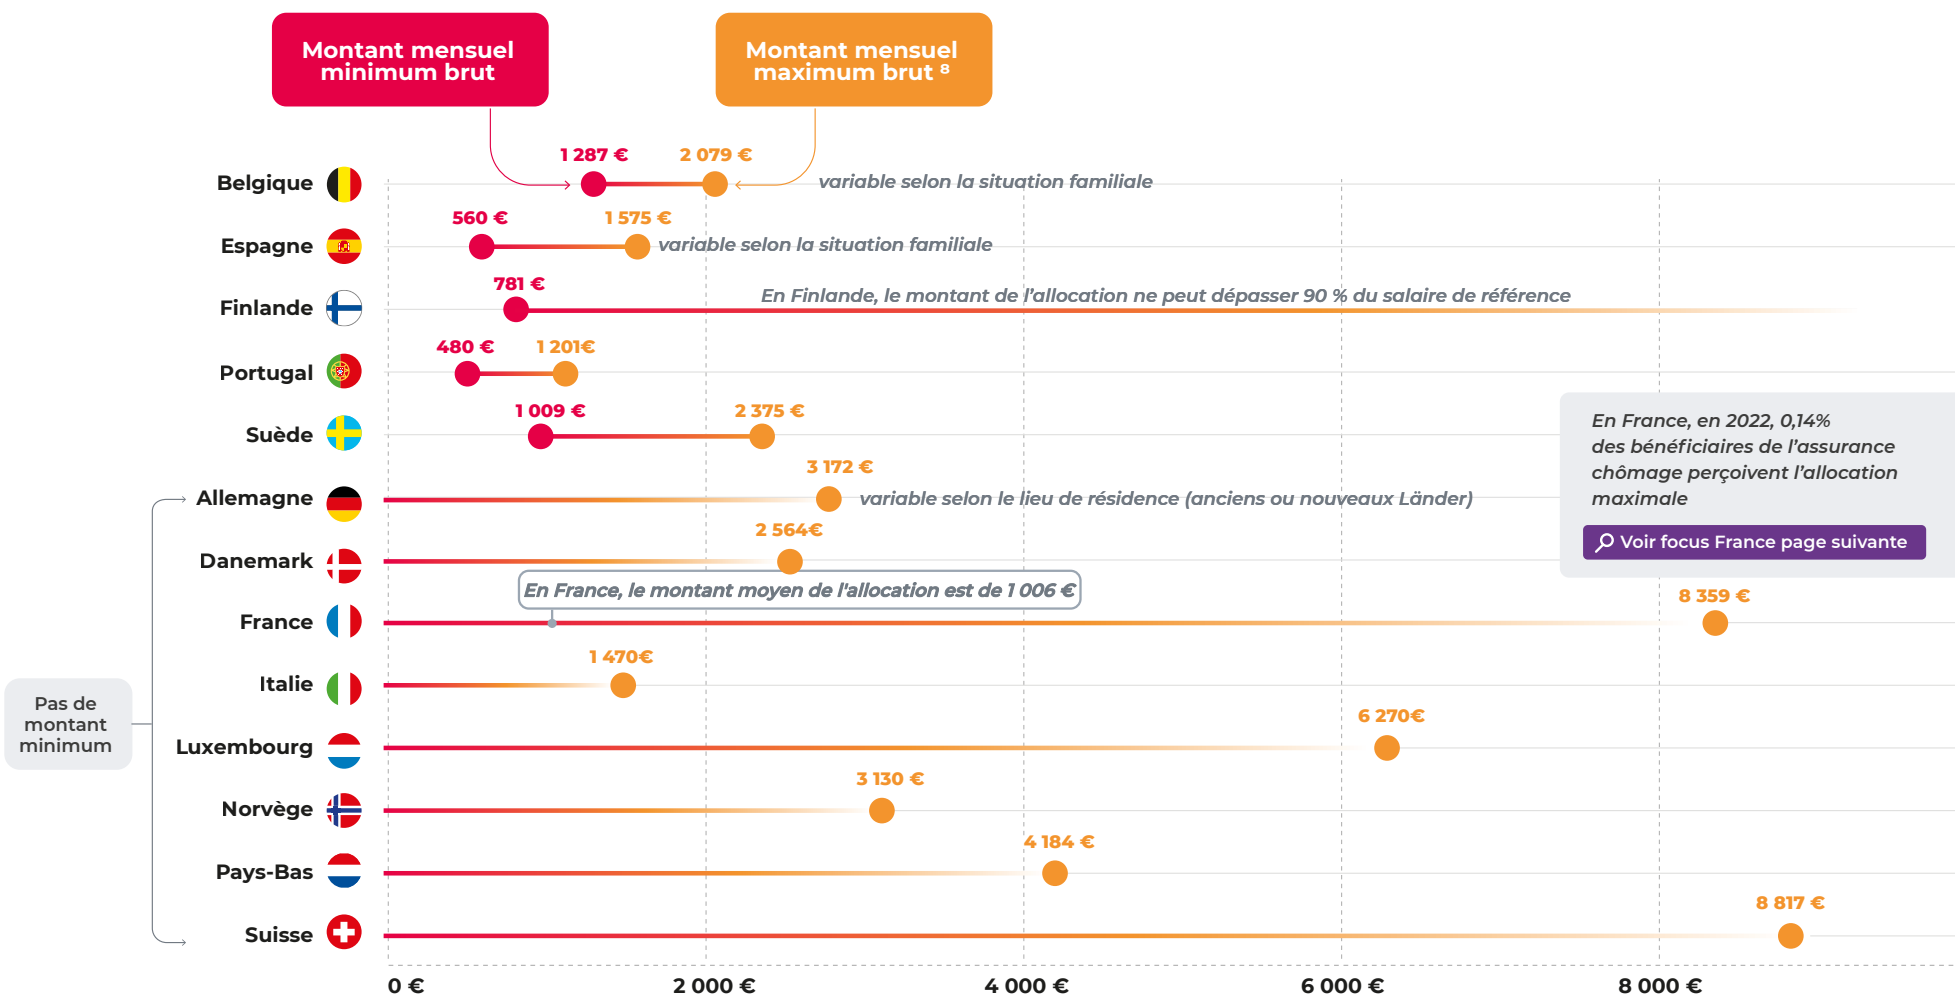 Montant mensuel
minimum brut
Montant mensuel
maximum brut ⁸
1 287 €
2 079 €
Belgique
variable selon la situation familiale
560 €
1 575 €
Espagne
variable selon la situation familiale
781 €
Finlande
En Finlande, le montant de l'allocation ne peut dépasser 90 % du salaire de référence
480 €
1 201€
Portugal
1 009 €
2 375 €
Suède
En France, en 2022, 0,14%
des bénéficiaires de l'assurance
chômage perçoivent l'allocation
maximale
Voir focus France page suivante
3 172 €
Allemagne
variable selon le lieu de résidence (anciens ou nouveaux Länder)
2 564€
Danemark
En France, le montant moyen de l'allocation est de 1 006 €
8 359 €
France
1 470€
Italie
Pas de
montant
minimum
6 270€
Luxembourg
3 130 €
Norvège
4 184 €
Pays-Bas
8 817 €
Suisse
0 €
2 000 €
4 000 €
6 000 €
8 000 €